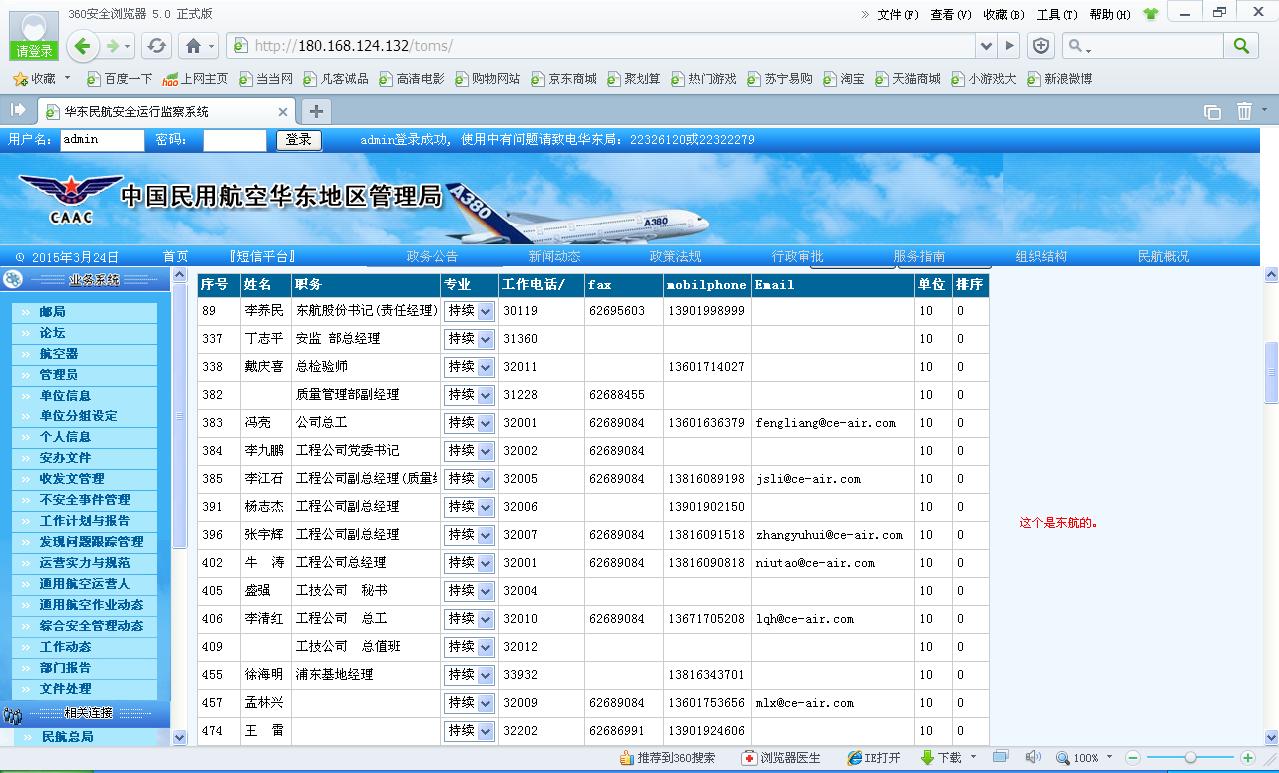 360安全浏览器 5.0 正式版
» 文件(F) 查看(V) 收藏(B) 工具(T) 帮助(H)
请登录
http://180.168.124.132/toms/
收藏 百度一下 上网主页 当当网 凡客诚品 高清电影 购物网站 京东商城 聚划算 热门游戏 苏宁易购 淘宝 天猫商城 小游戏大 新浪微博
华东民航安全运行监察系统
用户名: admin 密码: 登录 admin登录成功, 使用中有问题请致电华东局: 22326120或22322279
中国民用航空华东地区管理局
CAAC
A380
A380
2015年3月24日 首页 『短信平台』 政务公告 新闻动态 政策法规 行政审批 服务指南 组织结构 民航概况
业务系统
邮局
论坛
航空器
管理员
单位信息
单位分组设定
个人信息
安办文件
收发文管理
不安全事件管理
工作计划与报告
发现问题跟踪管理
运营实力与规范
通用航空运营人
通用航空作业动态
综合安全管理动态
工作动态
部门报告
文件处理
相关连接
民航总局
序号 姓名 职务 专业 工作电话/ fax mobilphone Email 单位 排序
89 李养民 东航股份书记(责任经理) 持续 30119 62695603 13901998999 10 0
337 丁志平 安监 部总经理 持续 31360 10 0
338 戴庆喜 总检验师 持续 32011 13601714027 10 0
382 质量管理部副经理 持续 31228 62688455 10 0
383 冯亮 公司总工 持续 32001 62689084 13601636379 fengliang@ce-air.com 10 0
384 李九鹏 工程公司党委书记 持续 32002 62689084 10 0
385 李江石 工程公司副总经理(质量 持续 32005 62689084 13816089198 jsli@ce-air.com 10 0
391 杨志杰 工程公司副总经理 持续 32006 13901902150 10 0
396 张宇辉 工程公司副总经理 持续 32007 62689084 13816091518 zhangyuhui@ce-air.com 10 0
402 牛 涛 工程公司总经理 持续 32001 62689084 13816090818 niutao@ce-air.com 10 0
405 盛强 工技公司 秘书 持续 32004 10 0
406 李清红 工程公司 总工 持续 32010 62689084 13671705208 lqh@ce-air.com 10 0
409 工技公司 总值班 持续 32012 10 0
455 徐海明 浦东基地经理 持续 33932 13816843701 10 0
457 孟林兴 持续 32009 62689084 13601707389 mlx@ce-air.com 10 0
474 王 雷 持续 32202 62686991 13901924806 10 0
这个是东航的。
推荐到360搜索 浏览器医生 IE打开 下载 100%